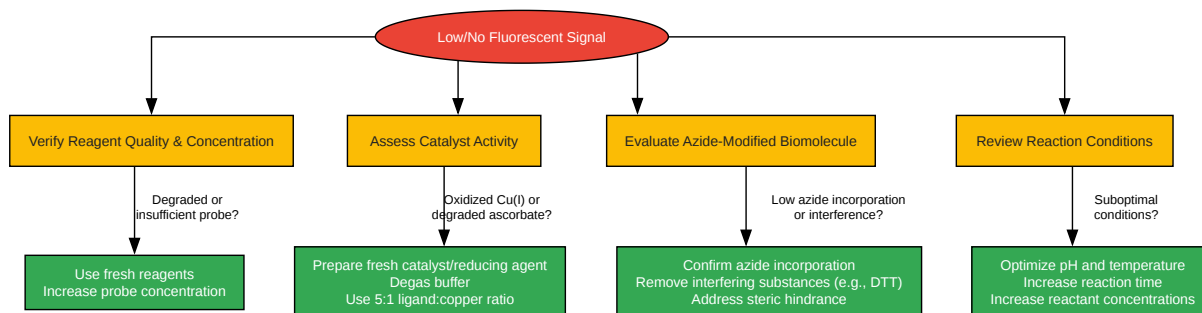 Low/No Fluorescent Signal
Verify Reagent Quality & Concentration
Assess Catalyst Activity
Evaluate Azide-Modified Biomolecule
Review Reaction Conditions
Degraded or
insufficient probe?
Oxidized Cu(I) or
degraded ascorbate?
Low azide incorporation
or interference?
Suboptimal
conditions?
Use fresh reagents
Increase probe concentration
Prepare fresh catalyst/reducing agent
Degas buffer
Use 5:1 ligand:copper ratio
Confirm azide incorporation
Remove interfering substances (e.g., DTT)
Address steric hindrance
Optimize pH and temperature
Increase reaction time
Increase reactant concentrations